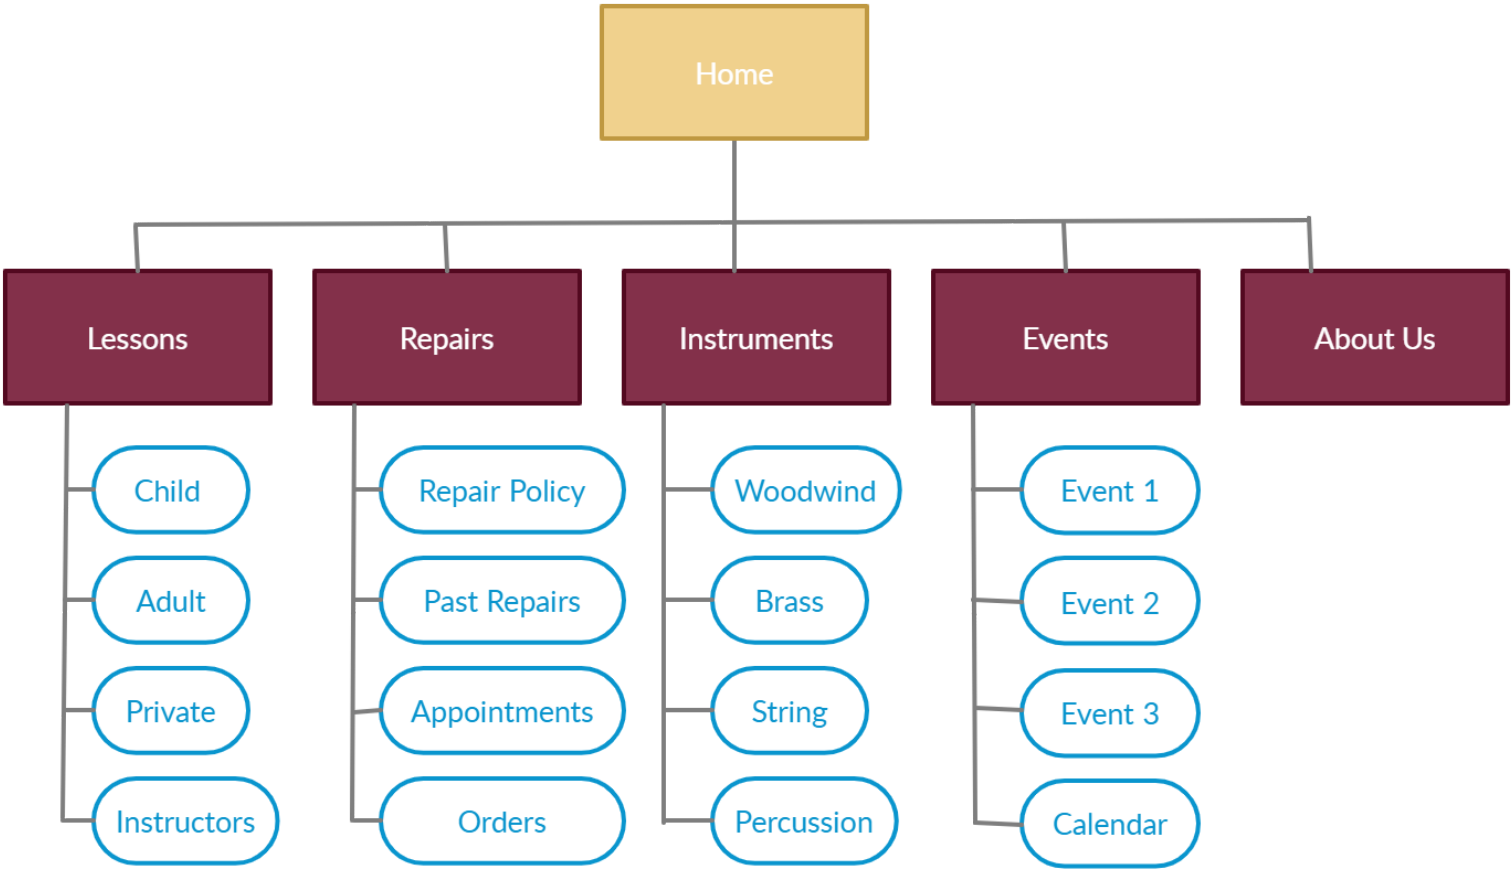 Home
Lessons
Repairs
Instruments
Events
About Us
Child
Repair Policy
Woodwind
Event 1
Adult
Past Repairs
Brass
Event 2
Private
Appointments
String
Event 3
Instructors
Orders
Percussion
Calendar